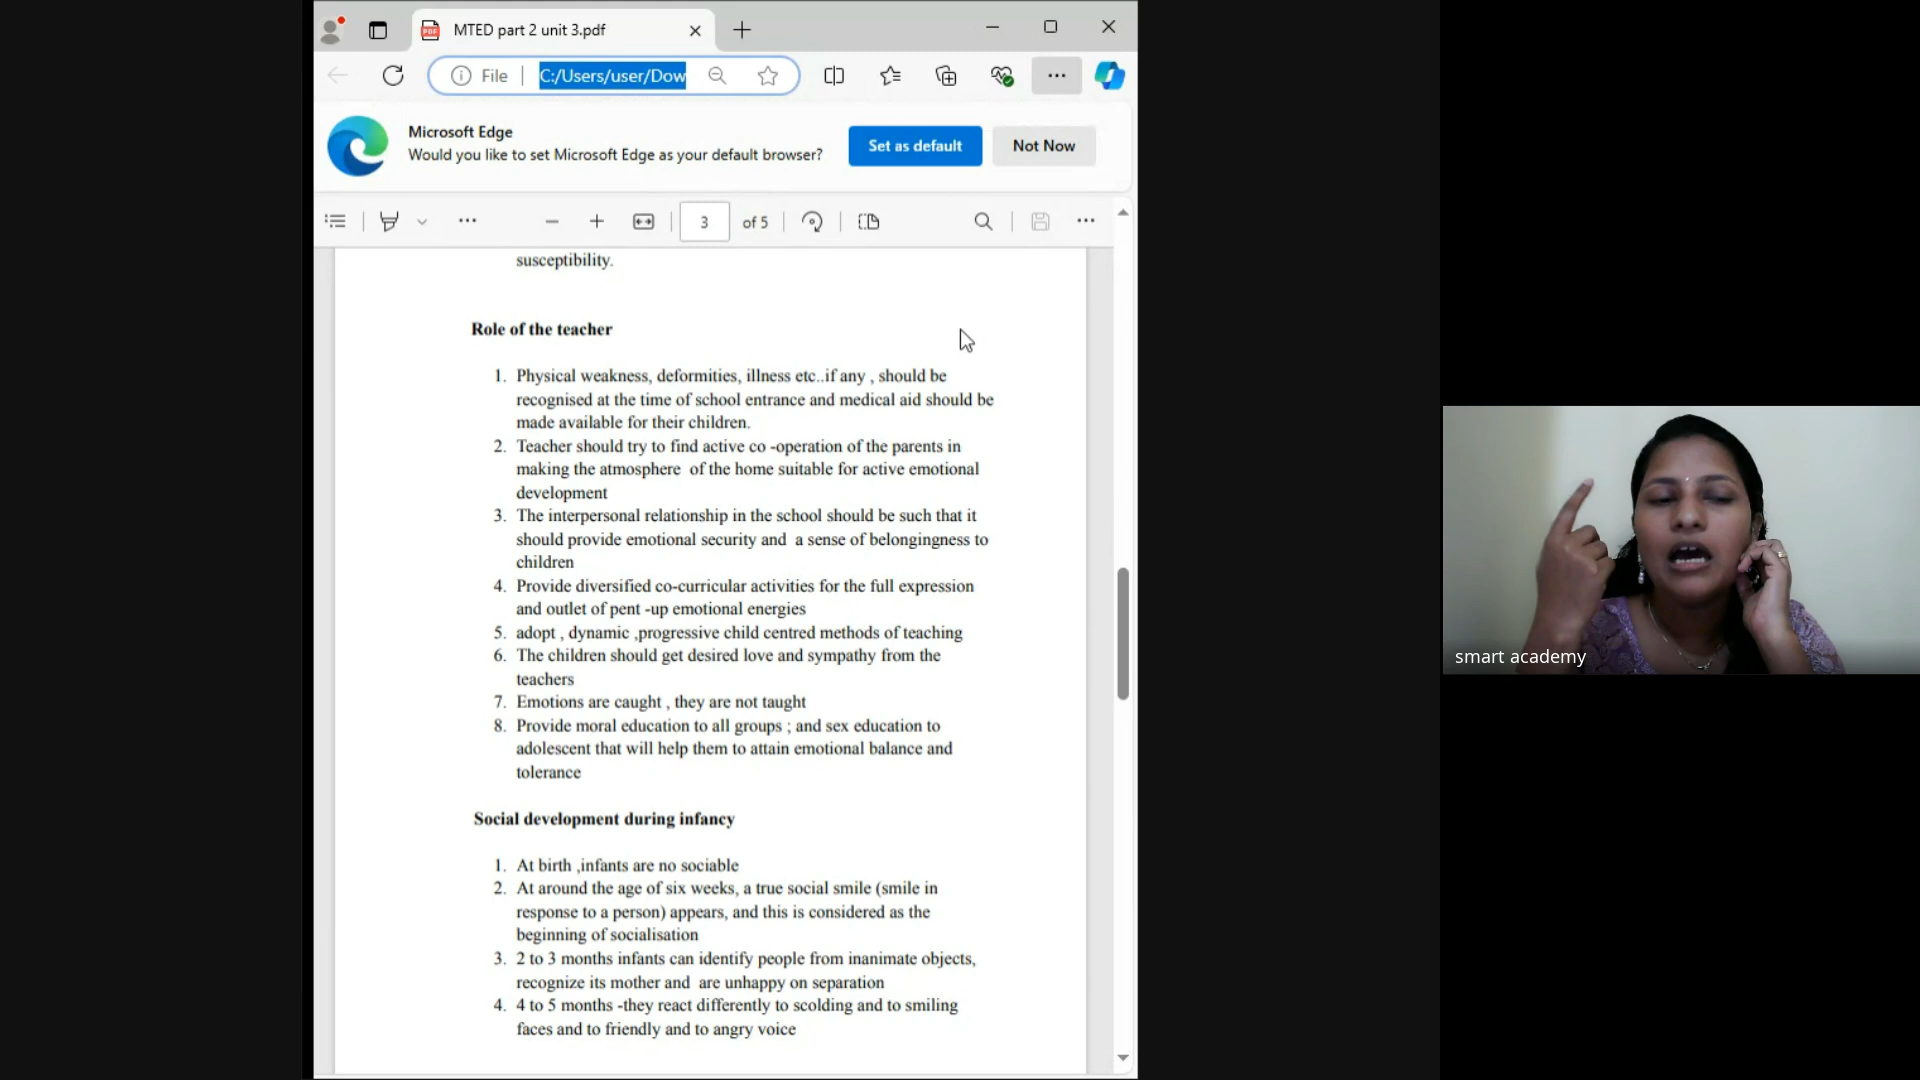 MTED part 2 unit 3.pdf
File
C:/Users/user/Dow
Microsoft Edge
Would you like to set Microsoft Edge as your default browser?
Set as default
Not Now
3
of 5
susceptibility.
Role of the teacher
1. Physical weakness, deformities, illness etc..if any , should be
recognised at the time of school entrance and medical aid should be
made available for their children.
2. Teacher should try to find active co -operation of the parents in
making the atmosphere of the home suitable for active emotional
development
3. The interpersonal relationship in the school should be such that it
should provide emotional security and a sense of belongingness to
children
4. Provide diversified co-curricular activities for the full expression
and outlet of pent -up emotional energies
5. adopt , dynamic ,progressive child centred methods of teaching
6. The children should get desired love and sympathy from the
teachers
7. Emotions are caught , they are not taught
8. Provide moral education to all groups ; and sex education to
adolescent that will help them to attain emotional balance and
tolerance
Social development during infancy
1. At birth ,infants are no sociable
2. At around the age of six weeks, a true social smile (smile in
response to a person) appears, and this is considered as the
beginning of socialisation
3. 2 to 3 months infants can identify people from inanimate objects,
recognize its mother and are unhappy on separation
4. 4 to 5 months -they react differently to scolding and to smiling
faces and to friendly and to angry voice
smart academy